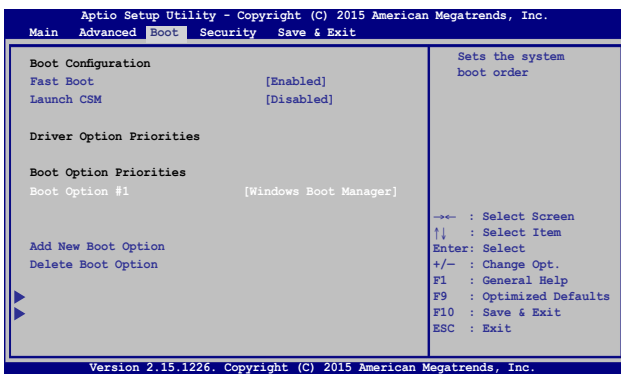 Aptio Setup Utility - Copyright (C) 2015 American Megatrends, Inc.
Main Advanced Boot Security Save & Exit
Boot Configuration
Fast Boot [Enabled]
Launch CSM [Disabled]
Driver Option Priorities
Boot Option Priorities
Boot Option #1 [Windows Boot Manager]
Add New Boot Option
Delete Boot Option
Sets the system
boot order
→← : Select Screen
↑↓ : Select Item
Enter: Select
+/— : Change Opt.
F1 : General Help
F9 : Optimized Defaults
F10 : Save & Exit
ESC : Exit
Version 2.15.1226. Copyright (C) 2015 American Megatrends, Inc.